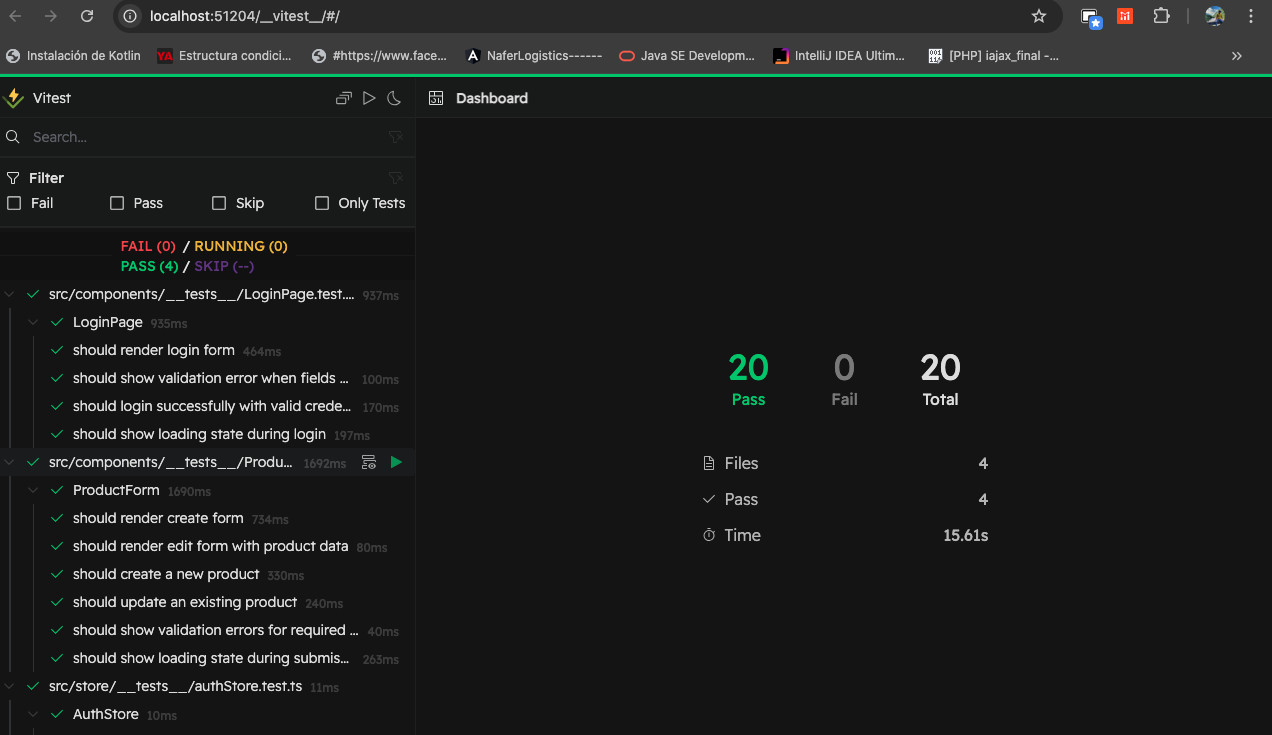 localhost:51204/__vitest__/#/
Instalación de Kotlin
YA Estructura condici...
#https://www.face...
NaferLogistics------
Java SE Developm...
IntelliJ IDEA Ultim...
[PHP] iajax_final -...
Vitest
Dashboard
Search...
Filter
Fail Pass Skip Only Tests
FAIL (0) / RUNNING (0)
PASS (4) / SKIP (--)
src/components/__tests__/LoginPage.test.... 937ms
LoginPage 935ms
should render login form 464ms
should show validation error when fields ... 100ms
should login successfully with valid crede... 170ms
should show loading state during login 197ms
src/components/__tests__/Produ... 1692ms
ProductForm 1690ms
should render create form 734ms
should render edit form with product data 80ms
should create a new product 330ms
should update an existing product 240ms
should show validation errors for required ... 40ms
should show loading state during submis... 263ms
src/store/__tests__/authStore.test.ts 11ms
AuthStore 10ms
20 0 20
Pass Fail Total
Files 4
Pass 4
Time 15.61s